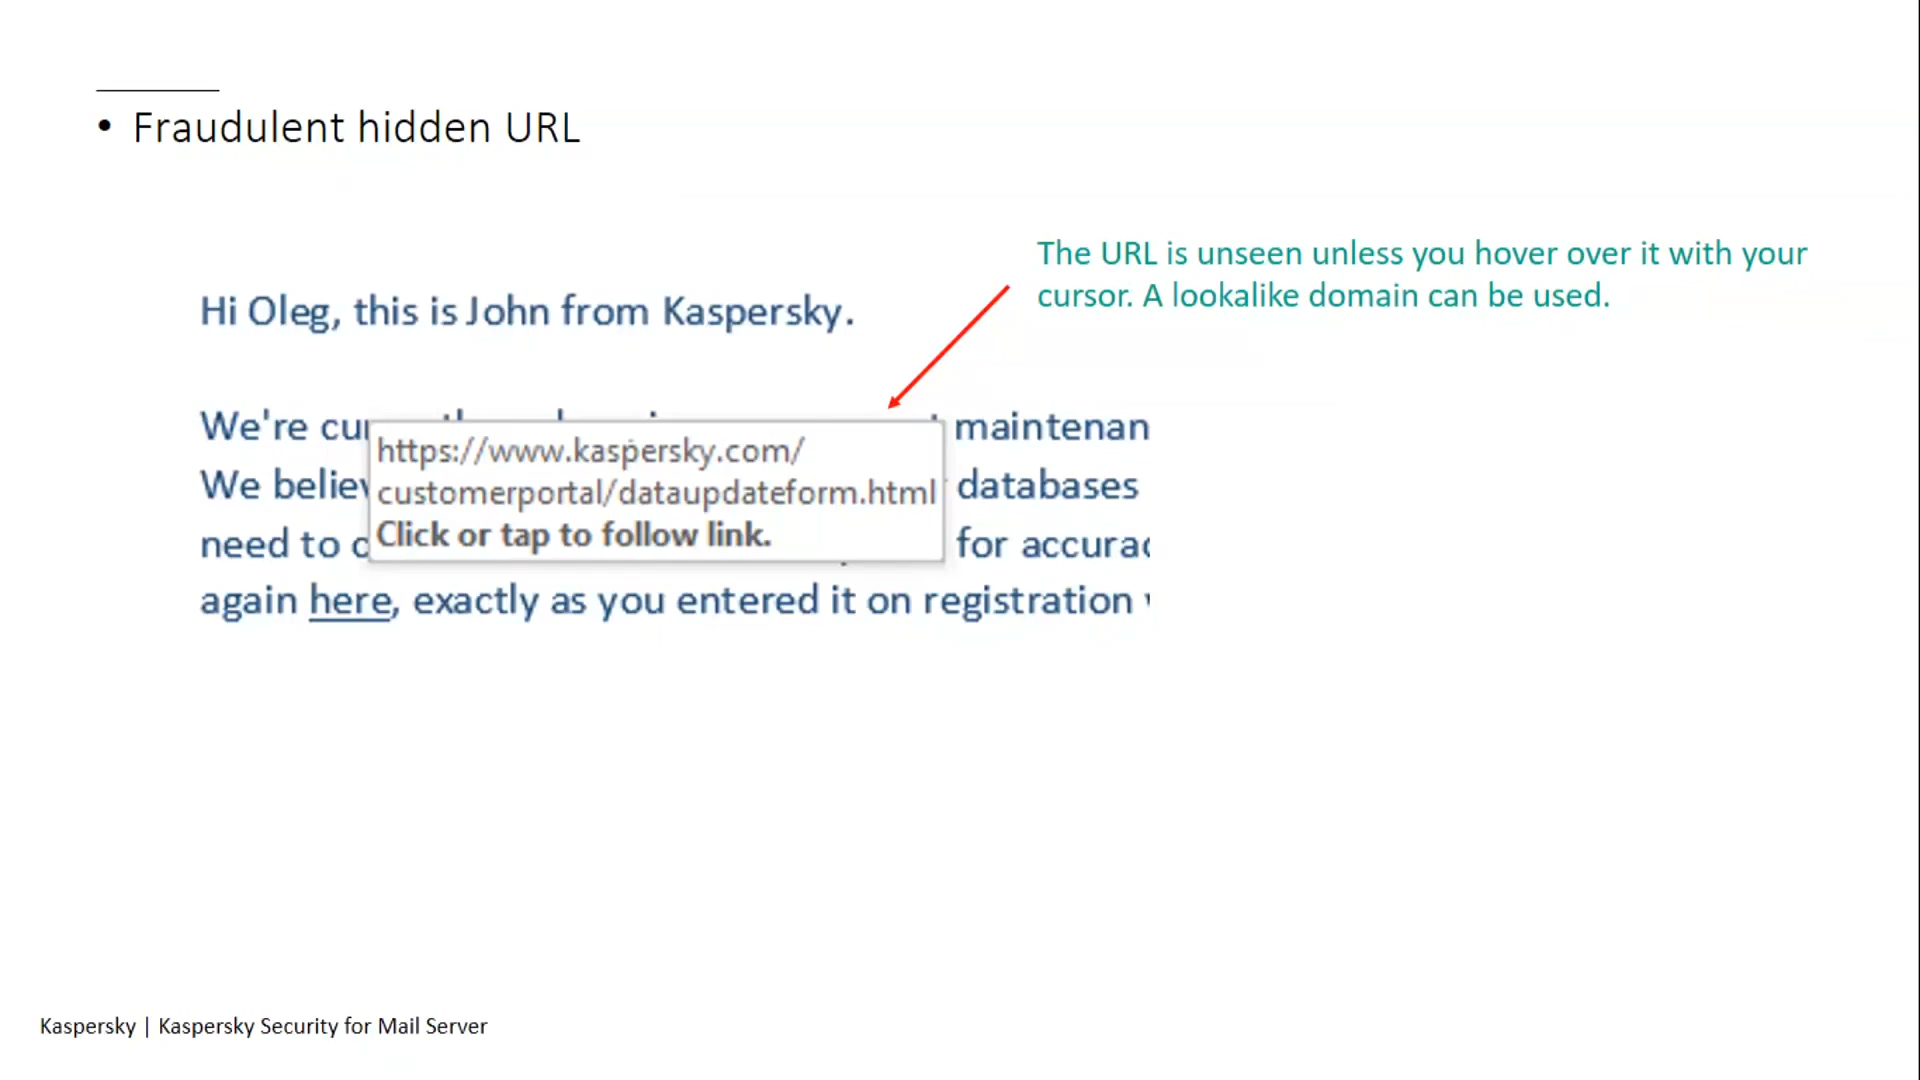 • Fraudulent hidden URL
The URL is unseen unless you hover over it with your
cursor. A lookalike domain can be used.
Hi Oleg, this is John from Kaspersky.
We're maintenan
We databases
need to for accurac
again here, exactly as you entered it on registration
https://www.kaspersky.com/
customerportal/dataupdateform.html
Click or tap to follow link.
Kaspersky | Kaspersky Security for Mail Server